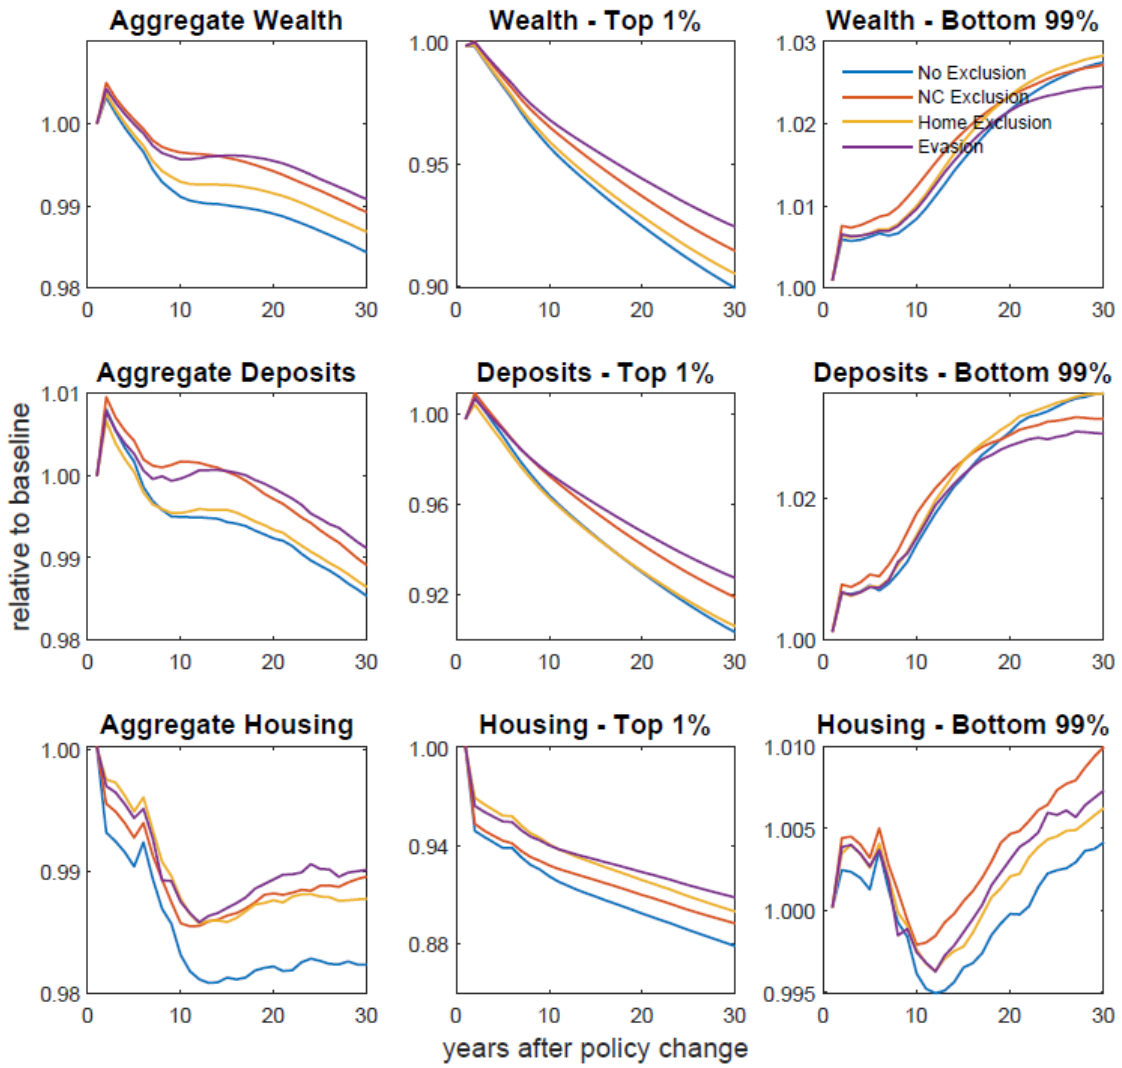 Aggregate Wealth
1.00
0.99
0.98
0 10 20 30
Wealth - Top 1%
1.00
0.95
0.90
0 10 20 30
Wealth - Bottom 99%
1.03
1.02
1.01
1.00
No Exclusion
NC Exclusion
Home Exclusion
Evasion
0 10 20 30
relative to baseline
Aggregate Deposits
1.01
1.00
0.99
0.98
0 10 20 30
Deposits - Top 1%
1.00
0.96
0.92
0 10 20 30
Deposits - Bottom 99%
1.02
1.00
0 10 20 30
Aggregate Housing
1.00
0.99
0.98
0 10 20 30
Housing - Top 1%
1.00
0.94
0.88
0 10 20 30
Housing - Bottom 99%
1.010
1.005
1.000
0.995
0 10 20 30
years after policy change